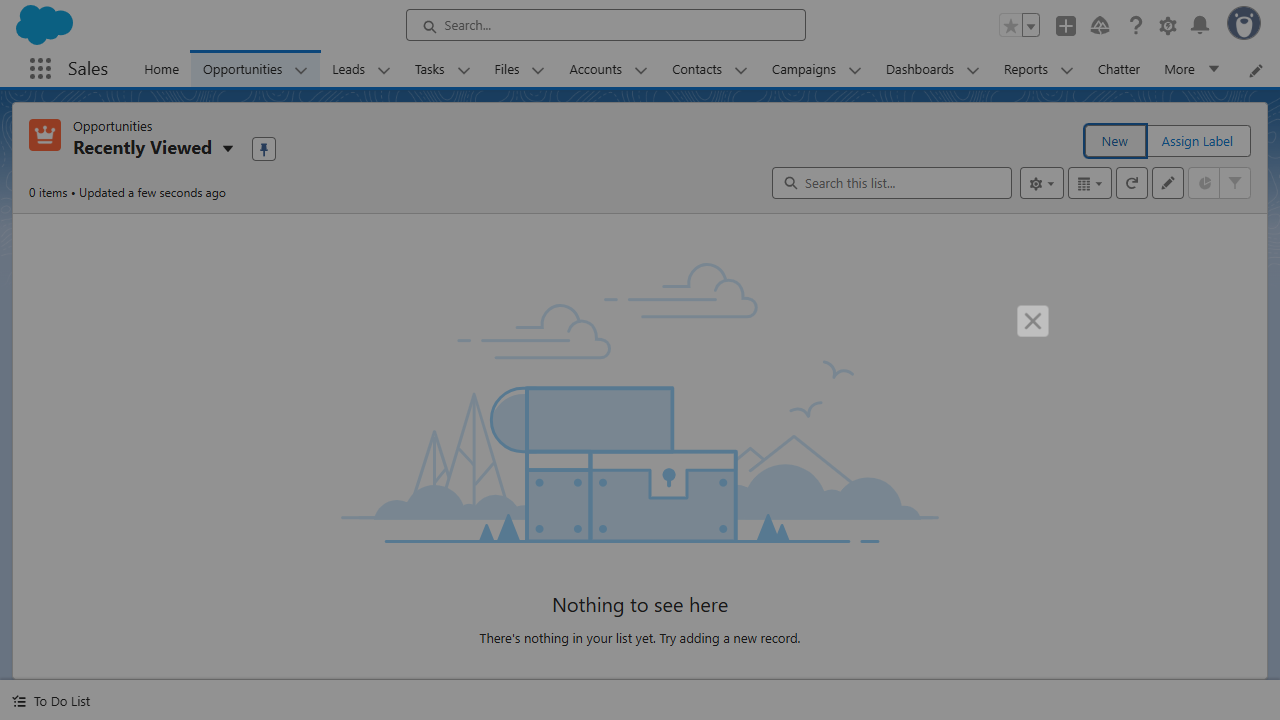 Search...
Sales
Home
Opportunities
Leads
Tasks
Files
Accounts
Contacts
Campaigns
Dashboards
Reports
Chatter
More
Opportunities
Recently Viewed
New
Assign Label
0 items • Updated a few seconds ago
Search this list...
Nothing to see here
There's nothing in your list yet. Try adding a new record.
To Do List